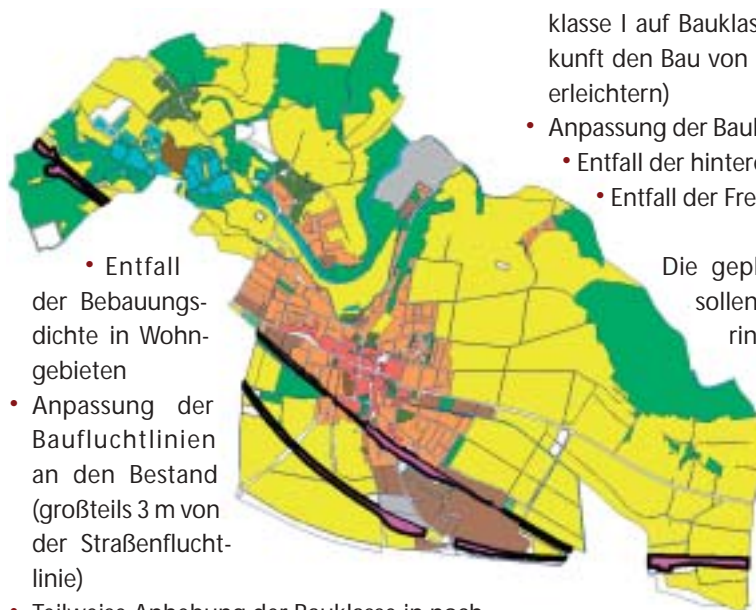 klasse I auf Bauklas
kunft den Bau von
erleichtern)
• Anpassung der Baukl
• Entfall der hintere
• Entfall der Fre
Die gepl
sollen
rin
• Entfall
der Bebauungs-
dichte in Wohn-
gebieten
• Anpassung der
Baufluchtlinien
an den Bestand
(großteils 3 m von
der Straßenflucht-
linie)
• Teilweise Anhebung der Bauklasse in nach